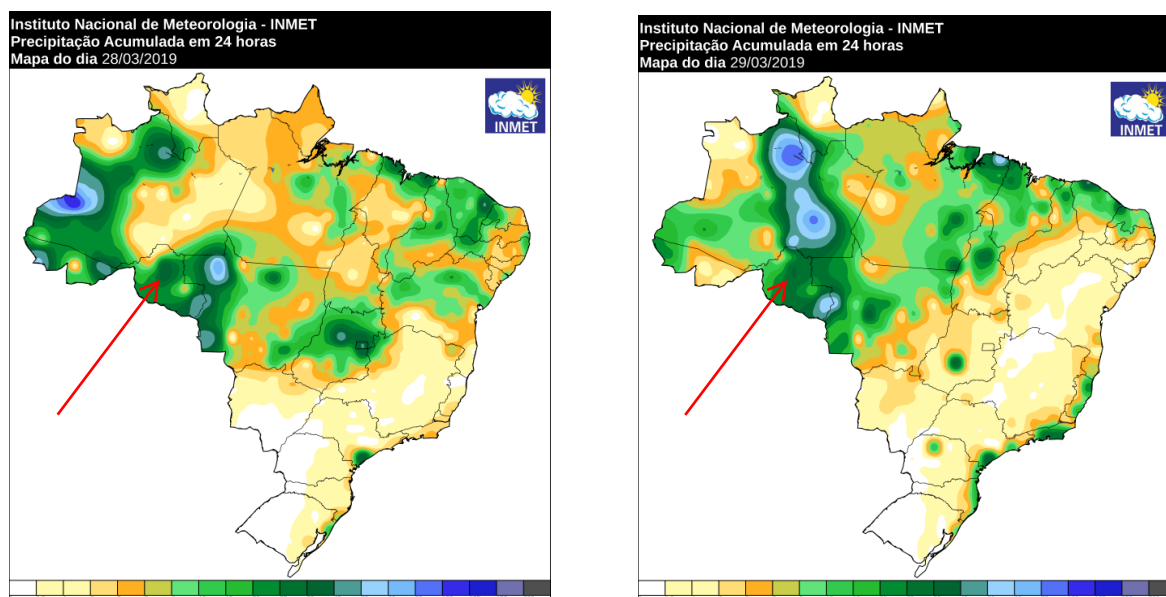 Instituto Nacional de Meteorologia - INMET
Precipitação Acumulada em 24 horas
Mapa do dia 28/03/2019
INMET
Instituto Nacional de Meteorologia - INMET
Precipitação Acumulada em 24 horas
Mapa do dia 29/03/2019
INMET